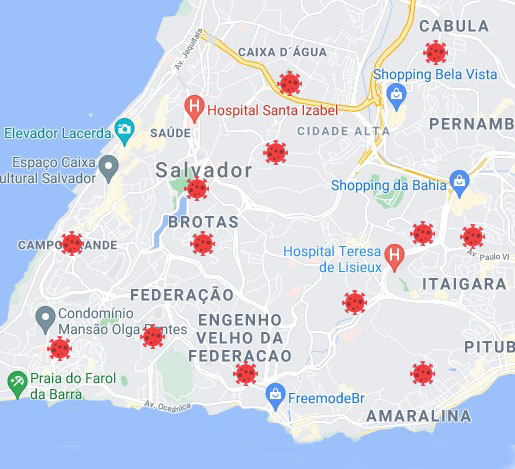 CABULA
Av. Jequitaia
CAIXA D´ÁGUA
Shopping Bela Vista
H
Hospital Santa Izabel
PERNAMB
Elevador Lacerda
SAÚDE
CIDADE ALTA
Espaço Caixa
ultural Salvador
Salvador
Shopping da Bahia
BROTAS
CAMPO RANDE
Hospital Teresa
de Lisieux
H
Av. Paulo VI
ITAIGARA
FEDERAÇÃO
Condomínio
Mansão Olga ntes
ENGENHO
VELHO DA
FEDERACAO
PITUB
Praia do Farol
da Barra
Av. Oceânica
FreemodeBr
AMARALINA